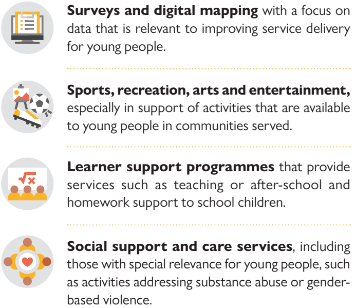 Surveys and digital mapping with a focus on
data that is relevant to improving service delivery
for young people.
Sports, recreation, arts and entertainment,
especially in support of activities that are available
to young people in communities served.
√x
Learner support programmes that provide
services such as teaching or after-school and
homework support to school children.
Social support and care services, including
those with special relevance for young people, such
as activities addressing substance abuse or gender-
based violence.